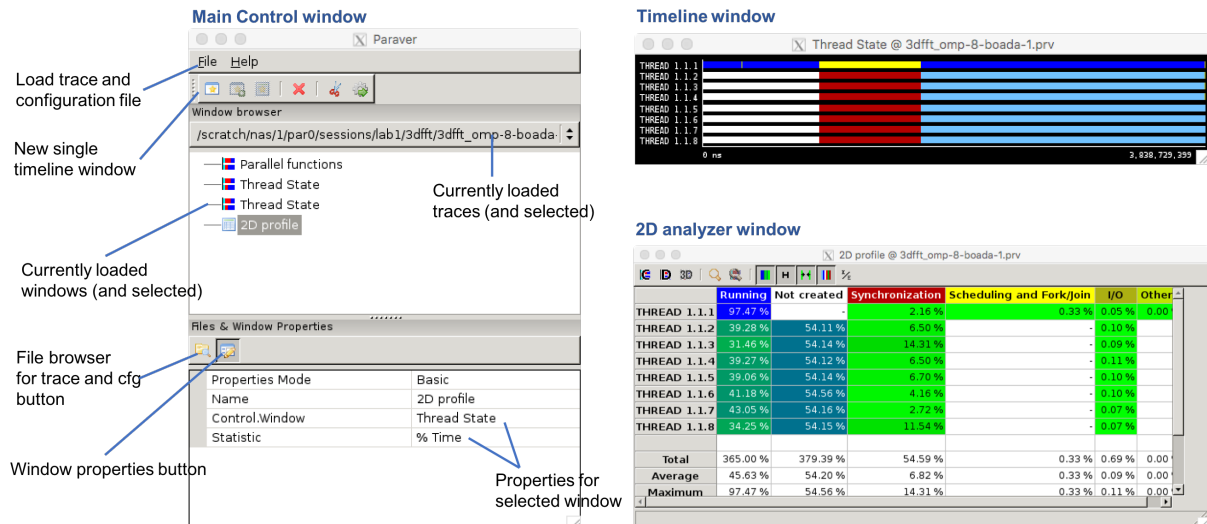 Main Control window
Paraver
File Help
Window browser
/scratch/nas/1/par0/sessions/lab1/3dfft/3dfft_omp-8-boada-
Parallel functions
Thread State
Thread State
2D profile
Files & Window Properties
Properties Mode Basic
Name 2D profile
Control.Window Thread State
Statistic % Time
Load trace and
configuration file
New single
timeline window
Currently loaded
traces (and selected)
Currently loaded
windows (and selected)
File browser
for trace and cfg
button
Window properties button
Properties for
selected window
Timeline window
Thread State @ 3dfft_omp-8-boada-1.prv
THREAD 1.1.1
THREAD 1.1.2
THREAD 1.1.3
THREAD 1.1.4
THREAD 1.1.5
THREAD 1.1.6
THREAD 1.1.7
THREAD 1.1.8
0 ns 3,838,729,399
2D analyzer window
2D profile @ 3dfft_omp-8-boada-1.prv
3D H
Running Not created Synchronization Scheduling and Fork/Join I/O Other
THREAD 1.1.1 97.47 % - 2.16 % 0.33 % 0.05 % 0.00
THREAD 1.1.2 39.28 % 54.11 % 6.50 % - 0.10 %
THREAD 1.1.3 31.46 % 54.14 % 14.31 % - 0.09 %
THREAD 1.1.4 39.27 % 54.12 % 6.50 % - 0.11 %
THREAD 1.1.5 39.06 % 54.14 % 6.70 % - 0.10 %
THREAD 1.1.6 41.18 % 54.56 % 4.16 % - 0.10 %
THREAD 1.1.7 43.05 % 54.16 % 2.72 % - 0.07 %
THREAD 1.1.8 34.25 % 54.15 % 11.54 % - 0.07 %
Total 365.00 % 379.39 % 54.59 % 0.33 % 0.69 % 0.00
Average 45.63 % 54.20 % 6.82 % 0.33 % 0.09 % 0.00
Maximum 97.47 % 54.56 % 14.31 % 0.33 % 0.11 % 0.00